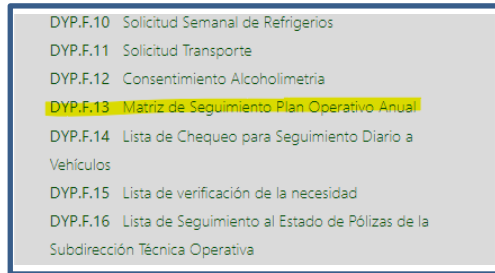 DYP.F.10 Solicitud Semanal de Refrigerios
DYP.F.11 Solicitud Transporte
DYP.F.12 Consentimiento Alcoholimetria
DYP.F.13 Matriz de Seguimiento Plan Operativo Anual
DYP.F.14 Lista de Chequeo para Seguimiento Diario a
Vehículos
DYP.F.15 Lista de verificación de la necesidad
DYP.F.16 Lista de Seguimiento al Estado de Pólizas de la
Subdirección Técnica Operativa